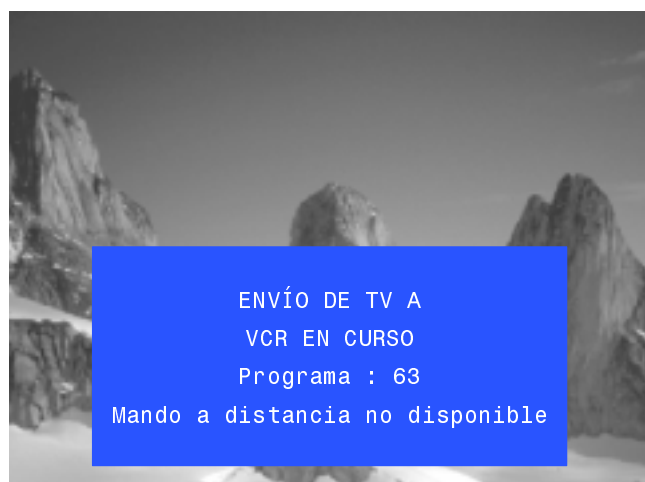 ENVÍO DE TV A
VCR EN CURSO
Programa : 63
Mando a distancia no disponible